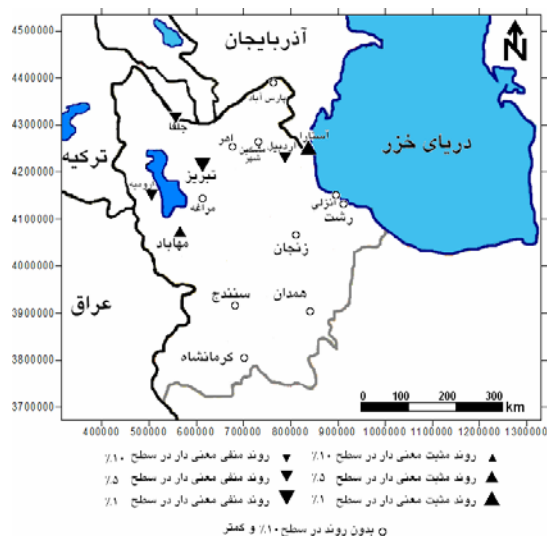 آذربایجان
N
4500000
4400000
4300000
4200000
4100000
4000000
3900000
3800000
3700000
پارس آباد
جلفا
ترکیه
اهر
مشکین
شهر
اردبیل
آستارا
دریای خزر
تبریز
ارومیه
مراغه
انزلی
رشت
مهاباد
زنجان
عراق
سنندج
همدان
کرمانشاه
0 100 200 300
km
400000 500000 600000 700000 800000 900000 1000000 1100000 1200000 1300000
روند مثبت معنی دار در سطح ۱۰٪
روند منفی معنی دار در سطح ۱۰٪
روند مثبت معنی دار در سطح ۵٪
روند منفی معنی دار در سطح ۵٪
روند مثبت معنی دار در سطح ۱٪
روند منفی معنی دار در سطح ۱٪
بدون روند در سطح ۱۰٪ و کمتر